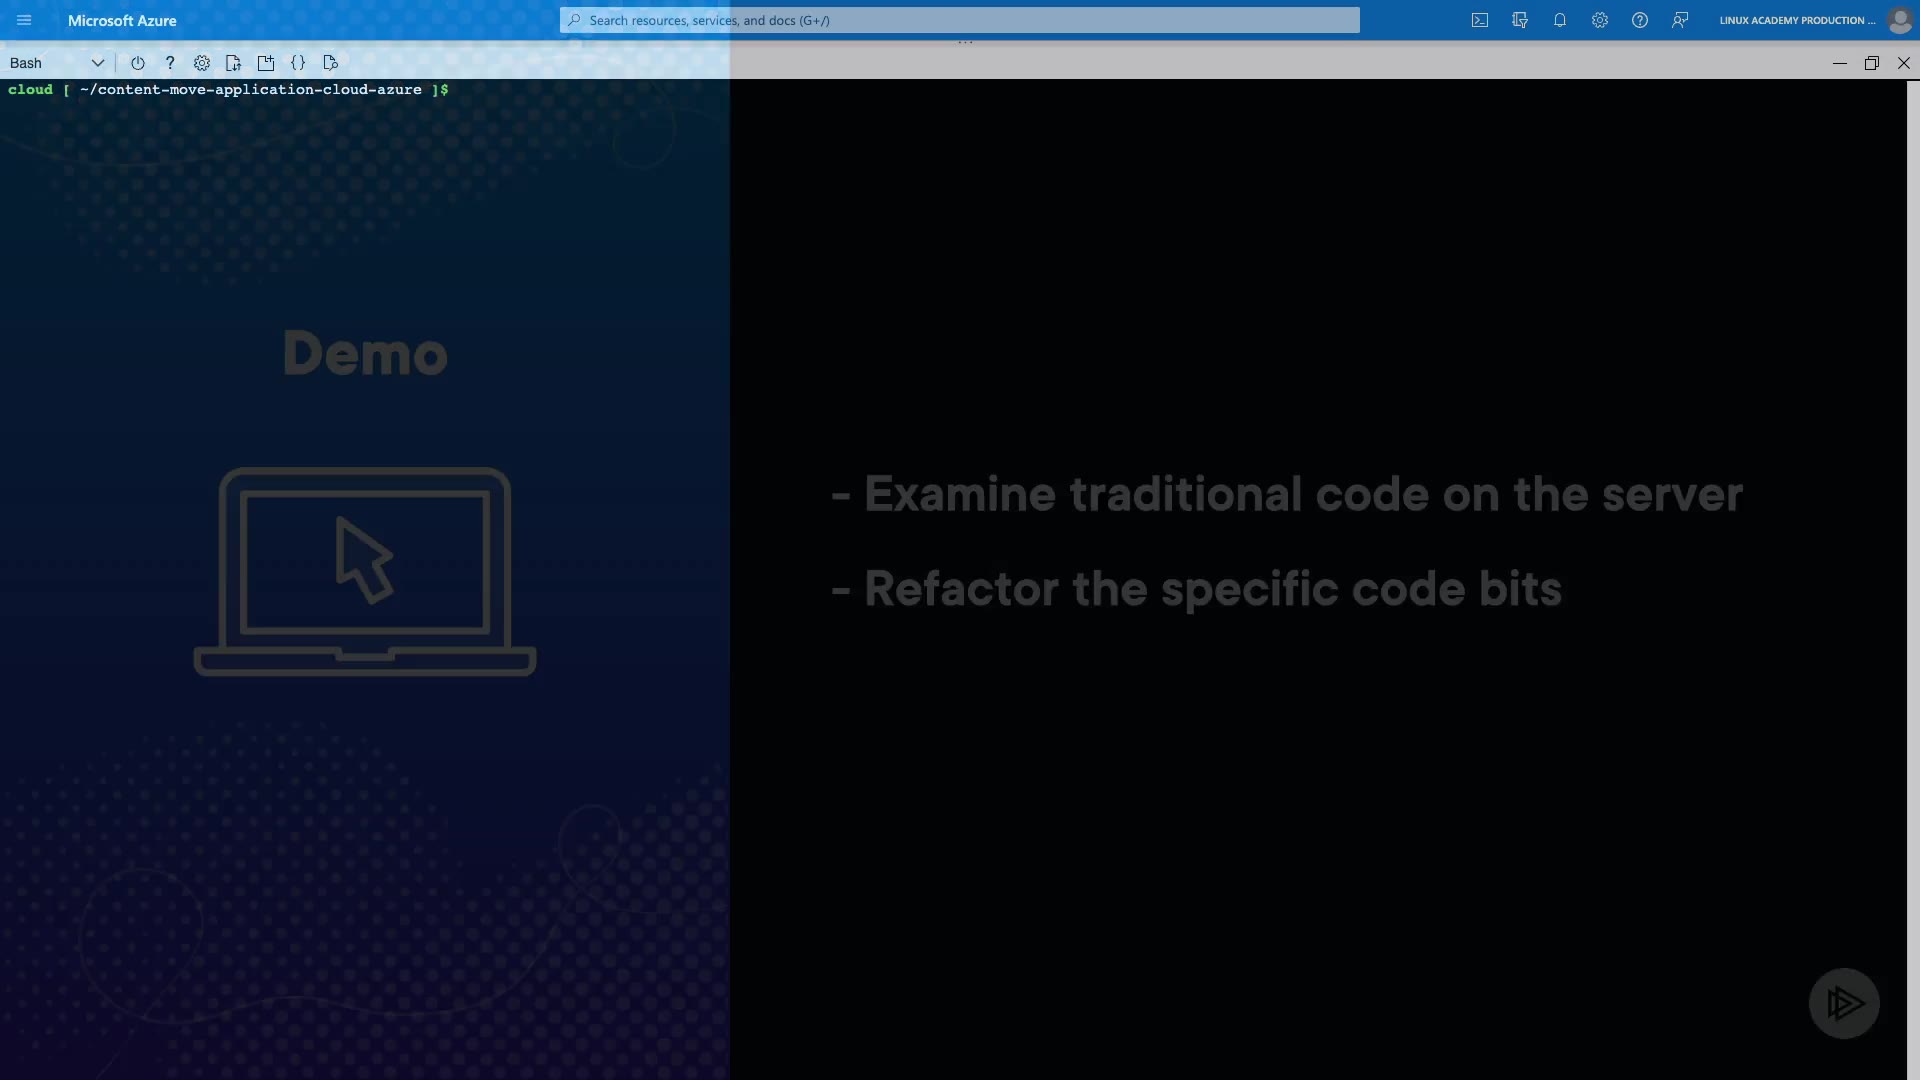 Microsoft Azure
Search resources, services, and docs (G+/)
LINUX ACADEMY PRODUCTION ...
Bash
cloud [ ~/content-move-application-cloud-azure ]$
Demo
- Examine traditional code on the server
- Refactor the specific code bits